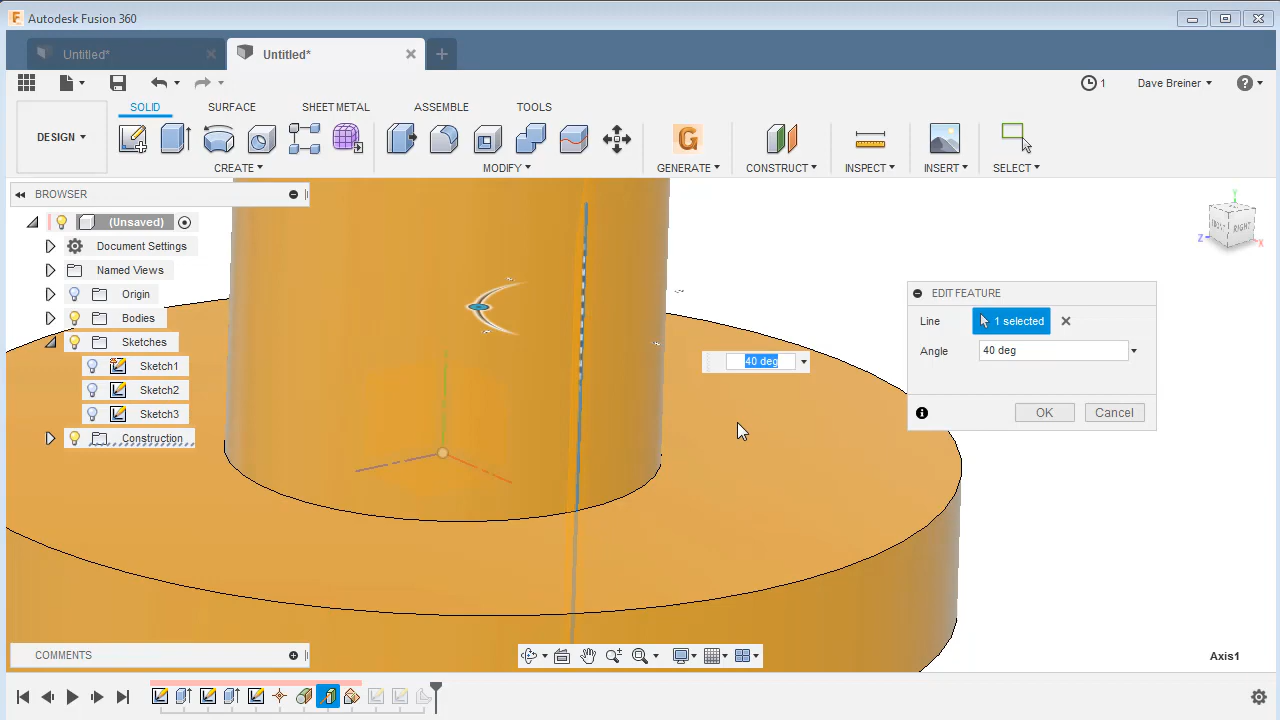 Autodesk Fusion 360
Untitled* Untitled*
1 Dave Breiner
SOLID SURFACE SHEET METAL ASSEMBLE TOOLS
DESIGN
CREATE MODIFY GENERATE CONSTRUCT INSPECT INSERT SELECT
BROWSER
(Unsaved)
Document Settings
Named Views
Origin
Bodies
Sketches
Sketch1
Sketch2
Sketch3
Construction
Y
RIGHT
Z X
EDIT FEATURE
Line 1 selected
Angle 40 deg
OK Cancel
40 deg
COMMENTS
Axis1